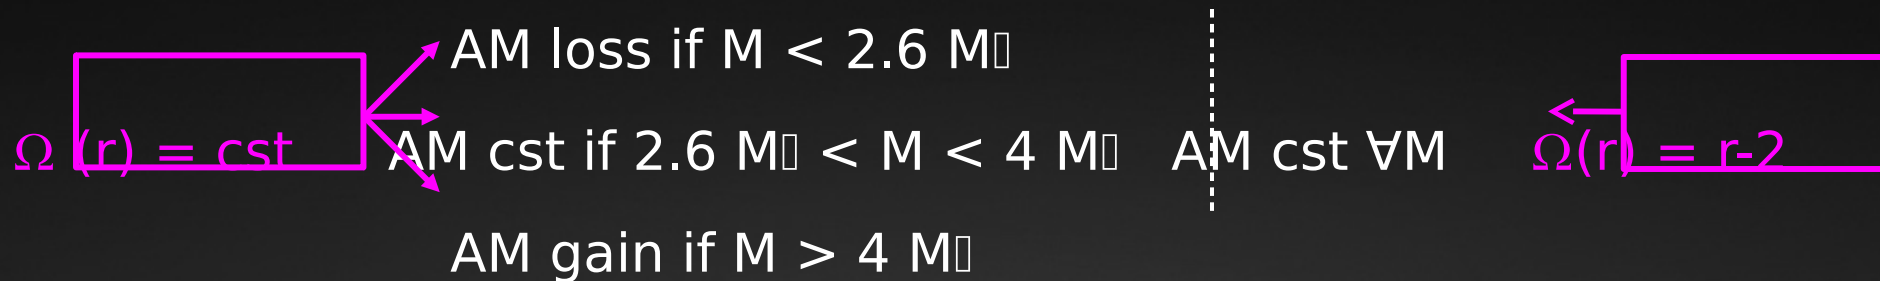 AM loss if M < 2.6 M▯
Ω (r) = cst AM cst if 2.6 M▯ < M < 4 M▯ AM cst ∀M Ω(r) = r-2
AM gain if M > 4 M▯